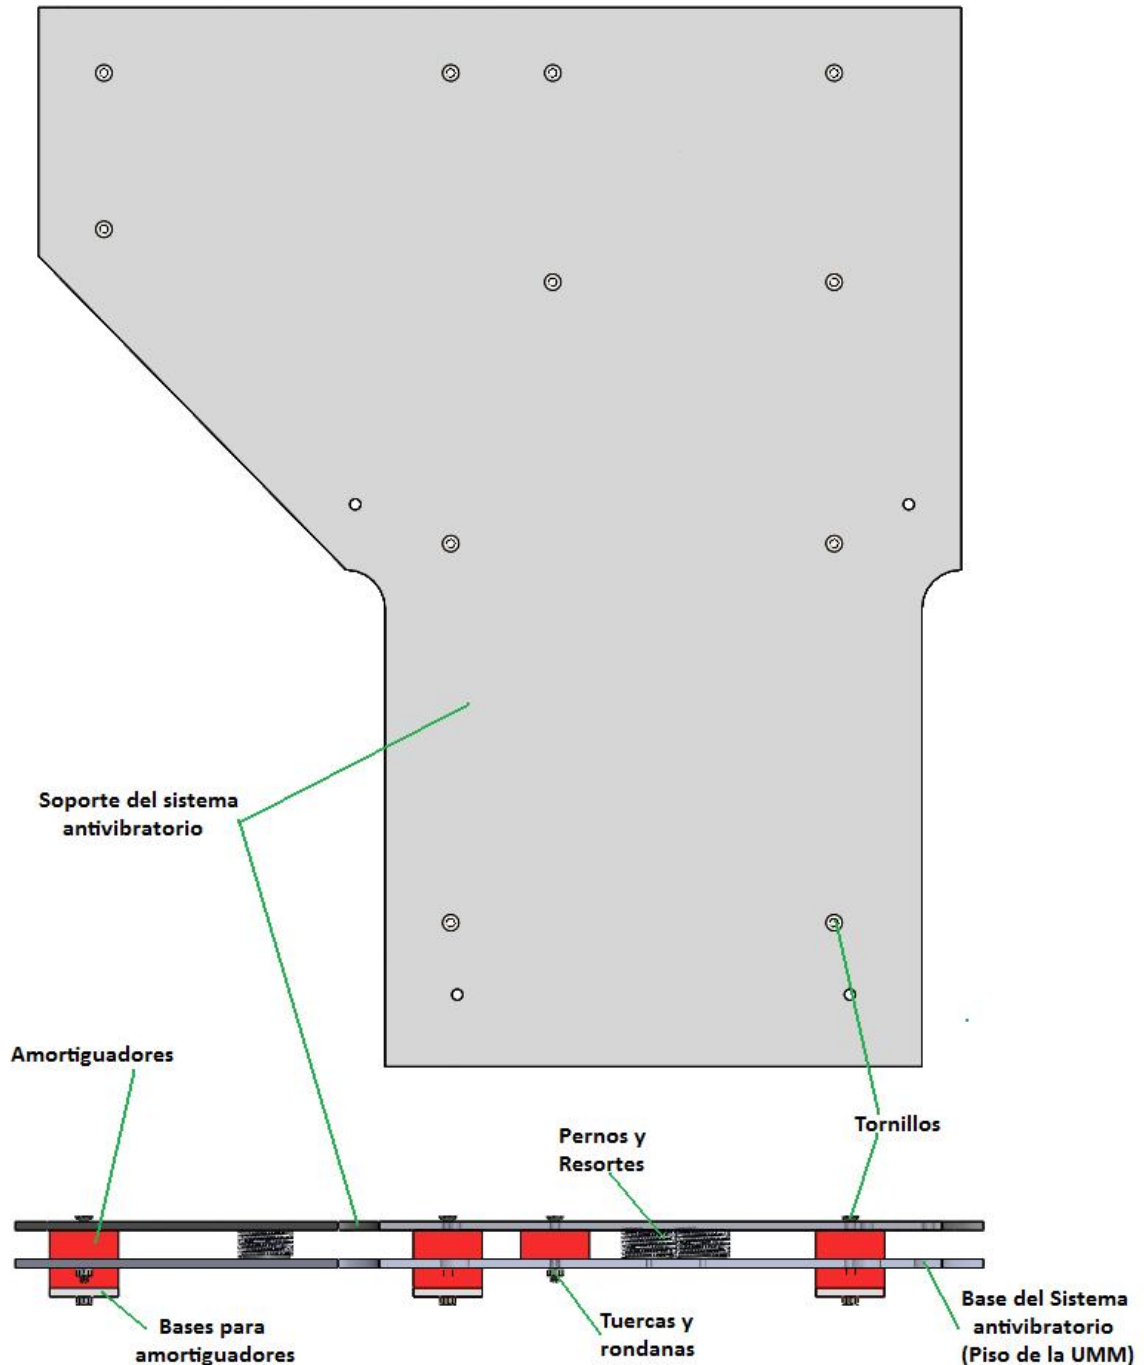 Soporte del sistema
antivibratorio
Amortiguadores
Tornillos
Pernos y
Resortes
Bases para
amortiguadores
Tuercas y
rondanas
Base del Sistema
antivibratorio
(Piso de la UMM)